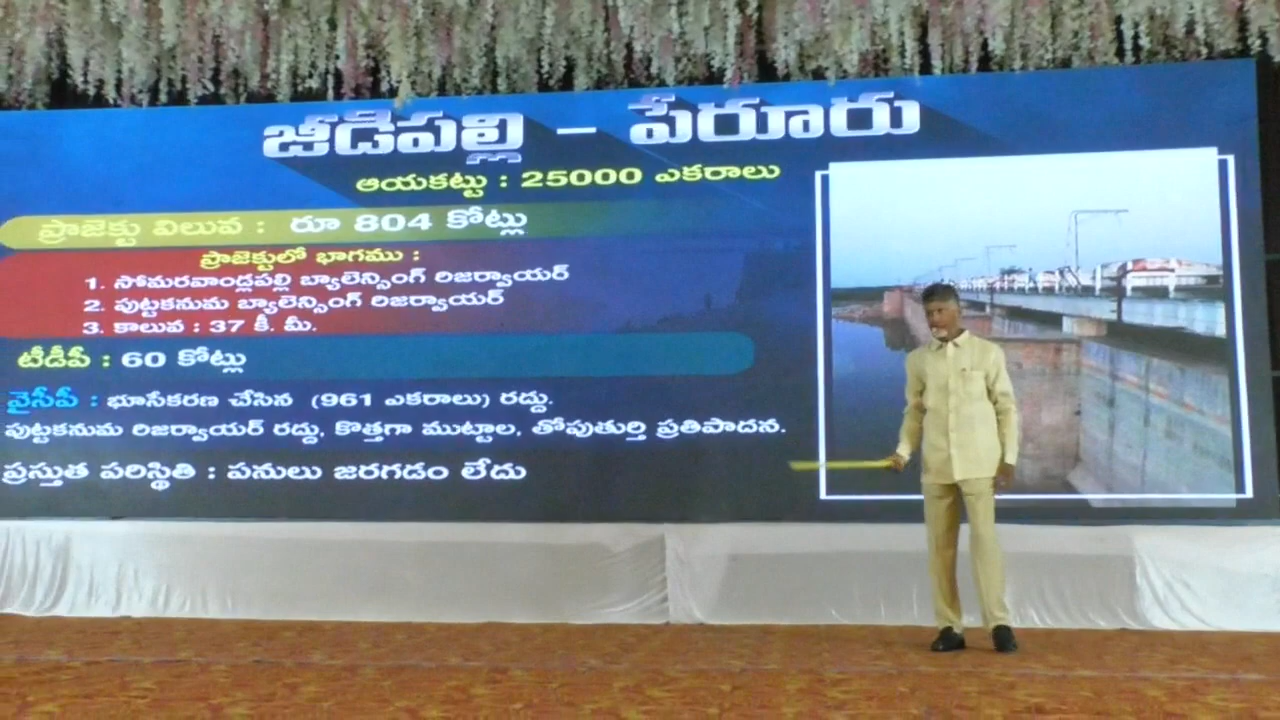 జీడిపల్లి – పేరూరు
ఆయకట్టు : 25000 ఎకరాలు
ప్రాజెక్టు విలువ : రూ 804 కోట్లు
ప్రాజెక్టులో భాగము :
1. సోమరవాండ్లపల్లి బ్యాలెన్సింగ్ రిజర్వాయర్
2. పుట్టకనుమ బ్యాలెన్సింగ్ రిజర్వాయర్
3. కాలువ : 37 కీ. మీ.
టీడీపీ : 60 కోట్లు
వైసీపీ : భూసేకరణ చేసిన (961 ఎకరాలు) రద్దు.
పుట్టకనుమ రిజర్వాయర్ రద్దు, కొత్తగా ముట్టాల, తోపుతుర్తి ప్రతిపాదన.
ప్రస్తుత పరిస్థితి : పనులు జరగడం లేదు